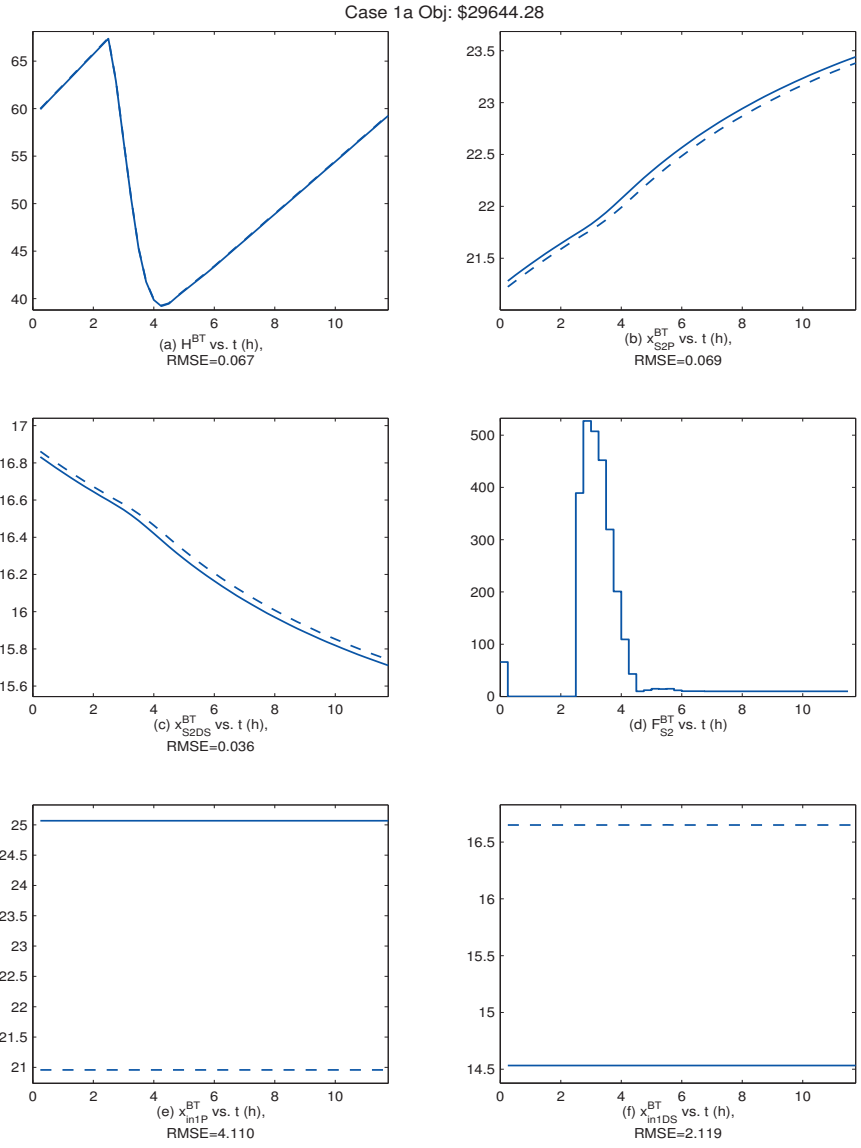 Case 1a Obj: $29644.28
65
60
55
50
45
40
0 2 4 6 8 10
(a) H^BT vs. t (h),
RMSE=0.067
23.5
23
22.5
22
21.5
0 2 4 6 8 10
(b) x^BT_S2P vs. t (h),
RMSE=0.069
17
16.8
16.6
16.4
16.2
16
15.8
15.6
0 2 4 6 8 10
(c) x^BT_S2DS vs. t (h),
RMSE=0.036
500
400
300
200
100
0
0 2 4 6 8 10
(d) F^BT_S2 vs. t (h)
25
24.5
24
23.5
23
22.5
22
21.5
21
0 2 4 6 8 10
(e) x^BT_in1P vs. t (h),
RMSE=4.110
16.5
16
15.5
15
14.5
0 2 4 6 8 10
(f) x^BT_in1DS vs. t (h),
RMSE=2.119